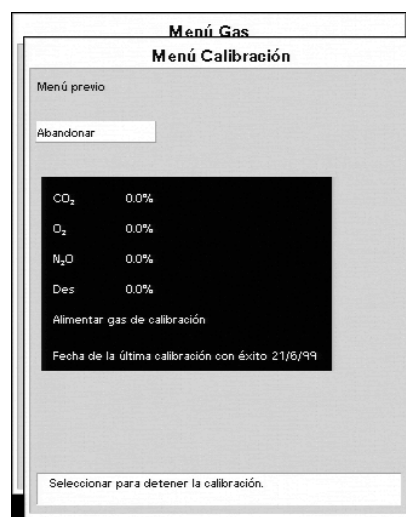 Menú Gas
Menú Calibración
Menú previo
Abandonar
CO₂ 0.0%
O₂ 0.0%
N₂O 0.0%
Des 0.0%
Alimentar gas de calibración
Fecha de la última calibración con éxito 21/6/99
Seleccionar para detener la calibración.